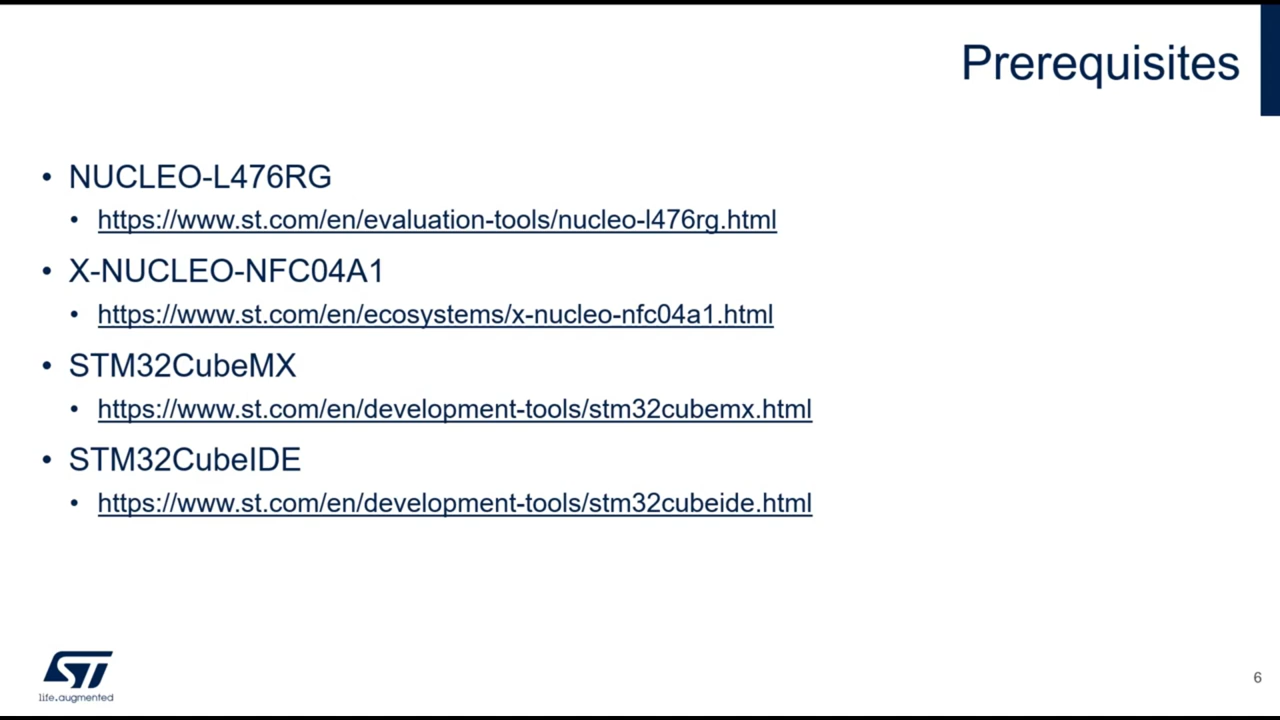 Prerequisites
• NUCLEO-L476RG
• https://www.st.com/en/evaluation-tools/nucleo-l476rg.html
• X-NUCLEO-NFC04A1
• https://www.st.com/en/ecosystems/x-nucleo-nfc04a1.html
• STM32CubeMX
• https://www.st.com/en/development-tools/stm32cubemx.html
• STM32CubeIDE
• https://www.st.com/en/development-tools/stm32cubeide.html
ST
life.augmented
6